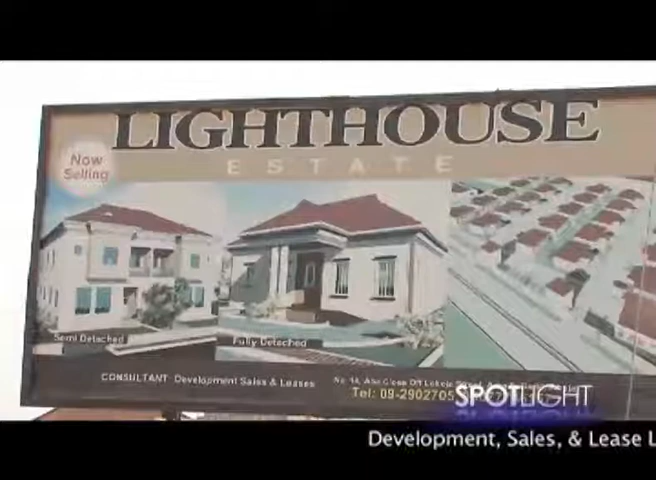 LIGHTHOUSE
ESTATE
Now
Selling
Semi Detached
Fully Detached
CONSULTANT Development Sales & Leases
Tel: 09-2902705
SPOTLIGHT
Development, Sales, & Lease L